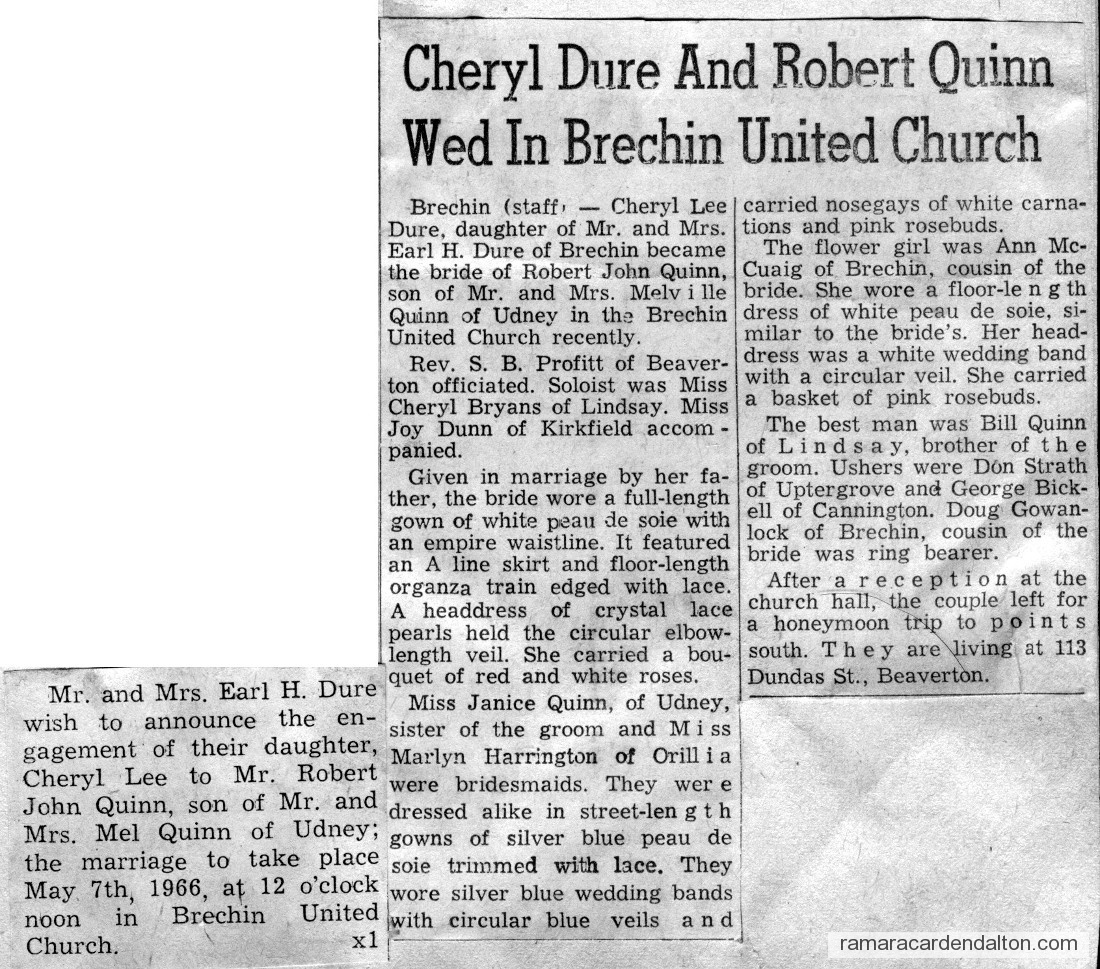 Cheryl Dure And Robert Quinn
Wed In Brechin United Church
Brechin (staff) — Cheryl Lee
Dure, daughter of Mr. and Mrs.
Earl H. Dure of Brechin became
the bride of Robert John Quinn,
son of Mr. and Mrs. Melv i lle
Quinn of Udney in the Brechin
United Church recently.
Rev. S. B. Profitt of Beaver-
ton officiated. Soloist was Miss
Cheryl Bryans of Lindsay. Miss
Joy Dunn of Kirkfield accom -
panied.
Given in marriage by her fa-
ther, the bride wore a full-length
gown of white peau de soie with
an empire waistline. It featured
an A line skirt and floor-length
organza train edged with lace.
A headdress of crystal lace
pearls held the circular elbow-
length veil. She carried a bou-
quet of red and white roses.
Miss Janice Quinn, of Udney,
sister of the groom and M i s s
Marlyn Harrington of Orill i a
were bridesmaids. They wer e
dressed alike in street-len g t h
gowns of silver blue peau de
soie trimmed with lace. They
wore silver blue wedding bands
with circular blue veils a n d
carried nosegays of white carna-
tions and pink rosebuds.
The flower girl was Ann Mc-
Cuaig of Brechin, cousin of the
bride. She wore a floor-le n g th
dress of white peau de soie, si-
milar to the bride's. Her head-
dress was a white wedding band
with a circular veil. She carried
a basket of pink rosebuds.
The best man was Bill Quinn
of L i n d s a y, brother of t h e
groom. Ushers were Don Strath
of Uptergrove and George Bick-
ell of Cannington. Doug Gowan-
lock of Brechin, cousin of the
bride was ring bearer.
After a r e c e p t i o n at the
church hall, the couple left for
a honeymoon trip to p o i n t s
south. T h e y are living at 113
Dundas St., Beaverton.
Mr. and Mrs. Earl H. Dure
wish to announce the en-
gagement of their daughter,
Cheryl Lee to Mr. Robert
John Quinn, son of Mr. and
Mrs. Mel Quinn of Udney;
the marriage to take place
May 7th, 1966, at 12 o'clock
noon in Brechin United
Church. x1
ramaracardendalton.com